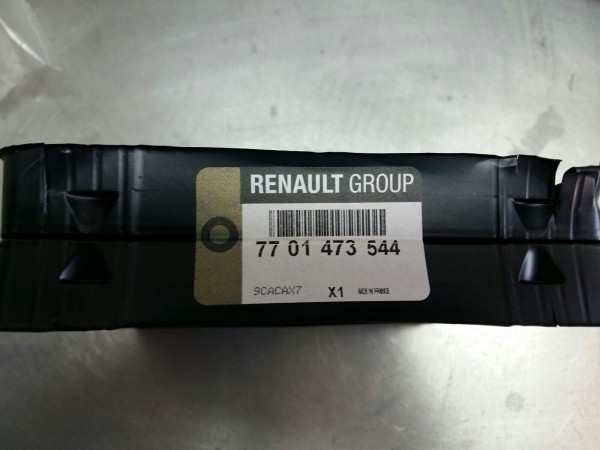 RENAULT GROUP
77 01 473 544
9CACAX7 X1 MADE IN FRANCE